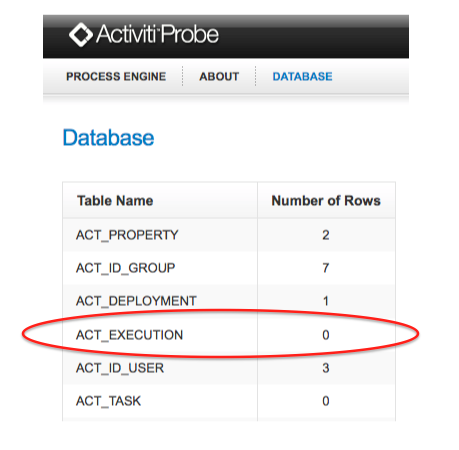 Activiti Probe
PROCESS ENGINE ABOUT DATABASE
Database
Table Name Number of Rows
ACT_PROPERTY 2
ACT_ID_GROUP 7
ACT_DEPLOYMENT 1
ACT_EXECUTION 0
ACT_ID_USER 3
ACT_TASK 0